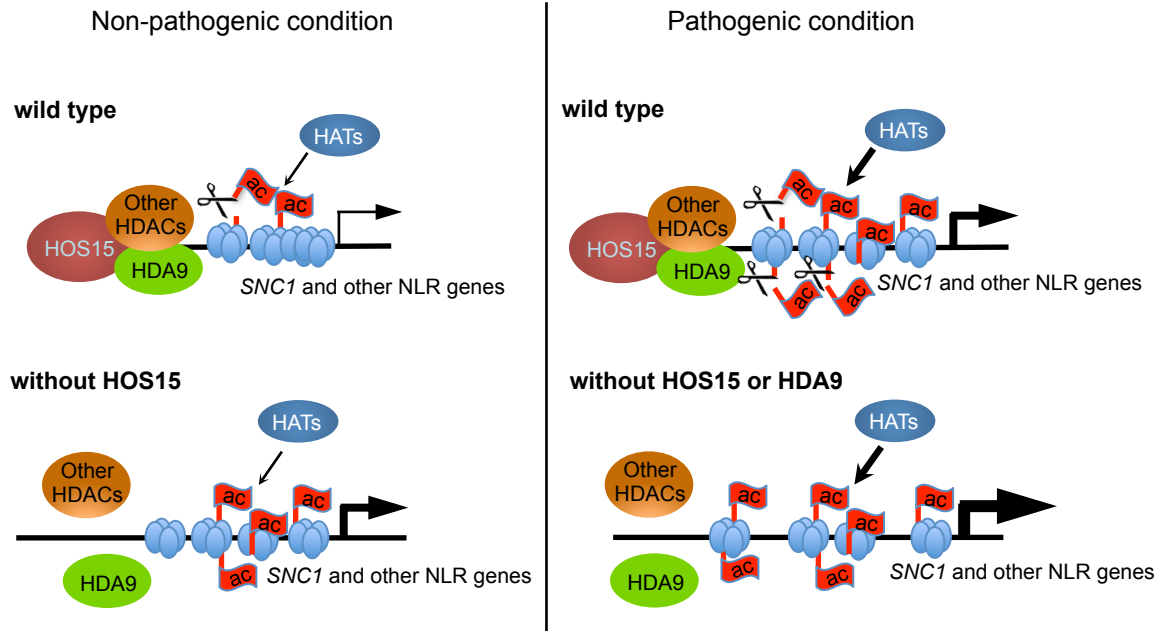 Non-pathogenic condition
Pathogenic condition
wild type
HATs
ac
ac
Other
HDACs
HOS15
HDA9
SNC1 and other NLR genes
wild type
HATs
ac
ac
ac
ac
Other
HDACs
HOS15
HDA9
ac
ac
SNC1 and other NLR genes
without HOS15
HATs
Other
HDACs
ac
ac
ac
ac
HDA9
SNC1 and other NLR genes
without HOS15 or HDA9
HATs
Other
HDACs
ac
ac
ac
ac
ac
HDA9
SNC1 and other NLR genes